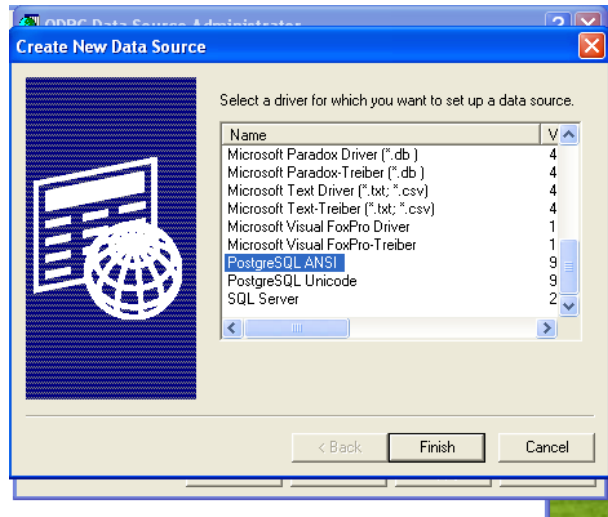 ODBC Data Source Administrator
Create New Data Source
Select a driver for which you want to set up a data source.
Name V
Microsoft Paradox Driver (*.db ) 4
Microsoft Paradox-Treiber (*.db ) 4
Microsoft Text Driver (*.txt; *.csv) 4
Microsoft Text-Treiber (*.txt; *.csv) 4
Microsoft Visual FoxPro Driver 1
Microsoft Visual FoxPro-Treiber 1
PostgreSQL ANSI 9
PostgreSQL Unicode 9
SQL Server 2
< Back Finish Cancel